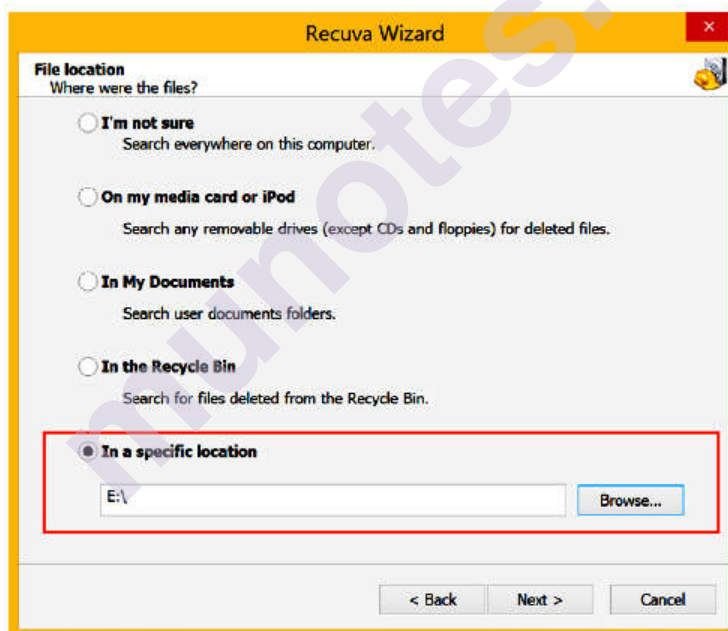 Recuva Wizard
File location
Where were the files?
I'm not sure
Search everywhere on this computer.
On my media card or iPod
Search any removable drives (except CDs and floppies) for deleted files.
In My Documents
Search user documents folders.
In the Recycle Bin
Search for files deleted from the Recycle Bin.
In a specific location
E:\
Browse...
< Back
Next >
Cancel
munotes.